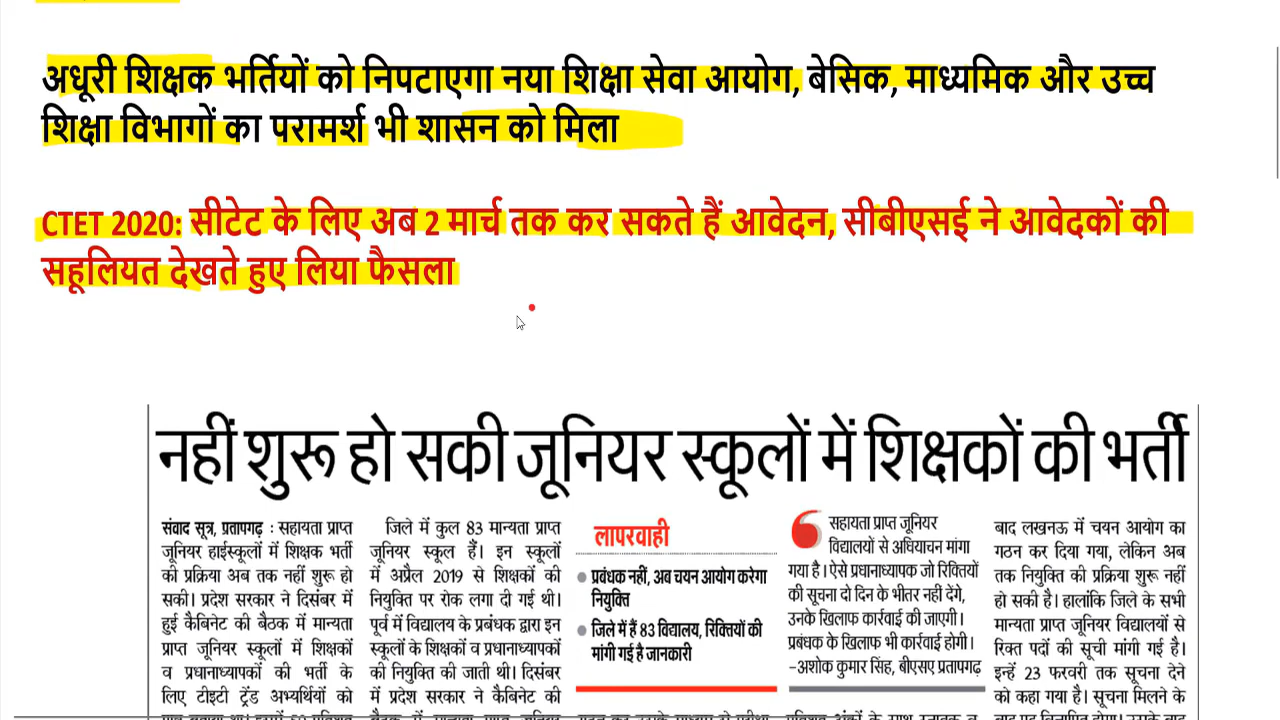 अधूरी शिक्षक भर्तियों को निपटाएगा नया शिक्षा सेवा आयोग, बेसिक, माध्यमिक और उच्च
शिक्षा विभागों का परामर्श भी शासन को मिला
CTET 2020: सीटेट के लिए अब 2 मार्च तक कर सकते हैं आवेदन, सीबीएसई ने आवेदकों की
सहूलियत देखते हुए लिया फैसला
नहीं शुरू हो सकी जूनियर स्कूलों में शिक्षकों की भर्ती
संवाद सूत्र, प्रतापगढ़ : सहायता प्राप्त
जूनियर हाईस्कूलों में शिक्षक भर्ती
की प्रक्रिया अब तक नहीं शुरू हो
सकी। प्रदेश सरकार ने दिसंबर में
हुई कैबिनेट की बैठक में मान्यता
प्राप्त जूनियर स्कूलों में शिक्षकों
व प्रधानाध्यापकों की भर्ती के
लिए टीइटी ट्रेंड अभ्यर्थियों को
जिले में कुल 83 मान्यता प्राप्त
जूनियर स्कूल हैं। इन स्कूलों
में अप्रैल 2019 से शिक्षकों की
नियुक्ति पर रोक लगा दी गई थी।
पूर्व में विद्यालय के प्रबंधक द्वारा इन
स्कूलों के शिक्षकों व प्रधानाध्यापकों
की नियुक्ति की जाती थी। दिसंबर
में प्रदेश सरकार ने कैबिनेट की
लापरवाही
प्रबंधक नहीं, अब चयन आयोग करेगा
नियुक्ति
जिले में हैं 83 विद्यालय, रिक्तियों की
मांगी गई है जानकारी
सहायता प्राप्त जूनियर
विद्यालयों से अधियाचन मांगा
गया है। ऐसे प्रधानाध्यापक जो रिक्तियों
की सूचना दो दिन के भीतर नहीं देंगे,
उनके खिलाफ कार्रवाई की जाएगी।
प्रबंधक के खिलाफ भी कार्रवाई होगी।
-अशोक कुमार सिंह, बीएसए प्रतापगढ़
बाद लखनऊ में चयन आयोग का
गठन कर दिया गया, लेकिन अब
तक नियुक्ति की प्रक्रिया शुरू नहीं
हो सकी है। हालांकि जिले के सभी
मान्यता प्राप्त जूनियर विद्यालयों से
रिक्त पदों की सूची मांगी गई है।
इन्हें 23 फरवरी तक सूचना देने
को कहा गया है। सूचना मिलने के